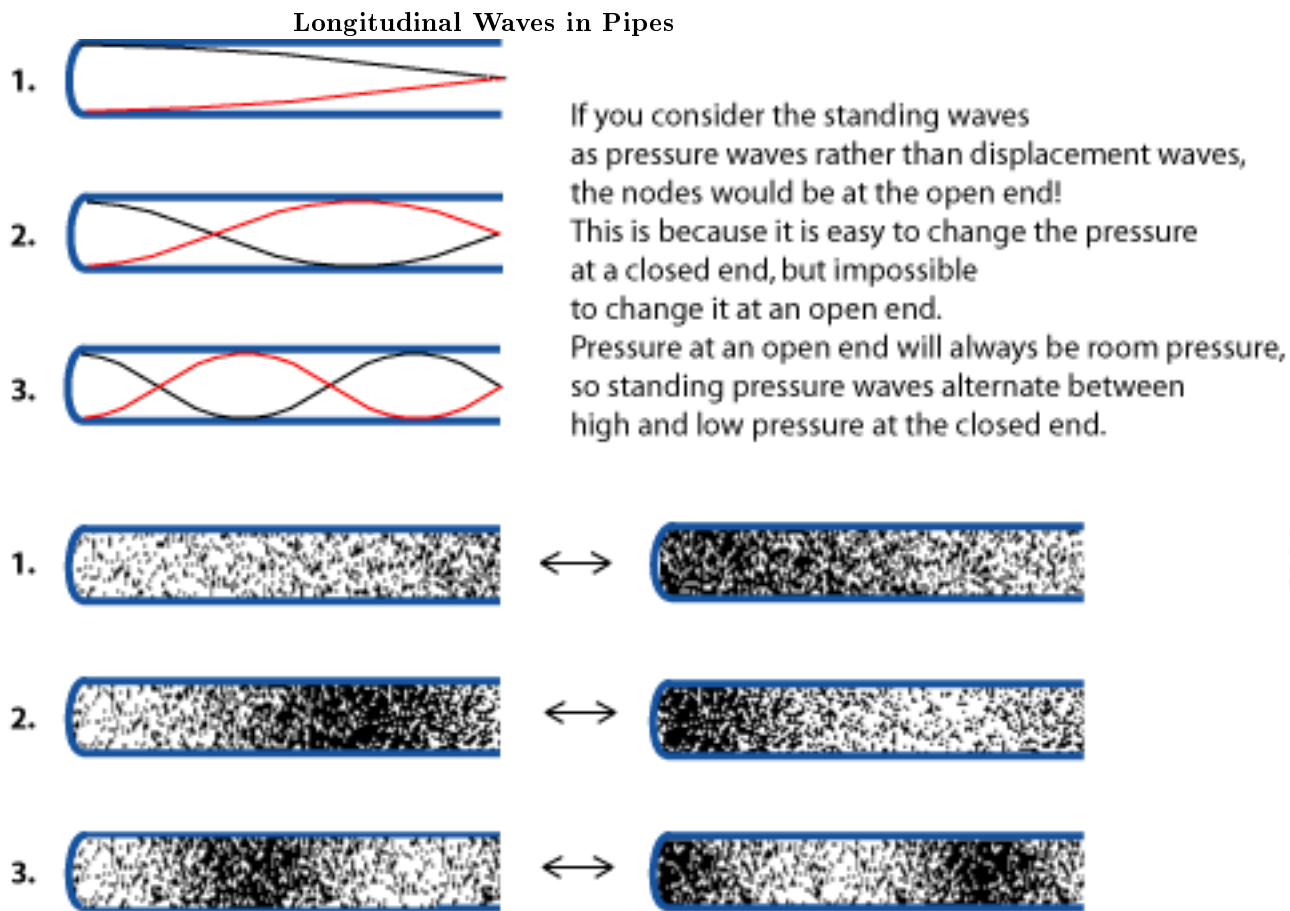 Longitudinal Waves in Pipes
1.
If you consider the standing waves
as pressure waves rather than displacement waves,
the nodes would be at the open end!
2.
This is because it is easy to change the pressure
at a closed end, but impossible
to change it at an open end.
Pressure at an open end will always be room pressure,
3.
so standing pressure waves alternate between
high and low pressure at the closed end.
1.
2.
3.